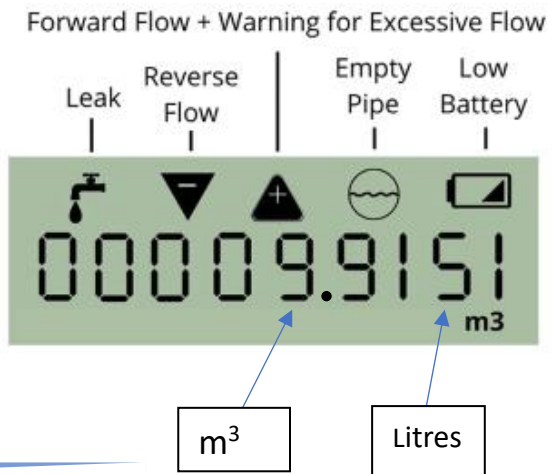 Forward Flow + Warning for Excessive Flow
Leak
Reverse
Flow
Empty
Pipe
Low
Battery
00009.9151
m3
m³
Litres